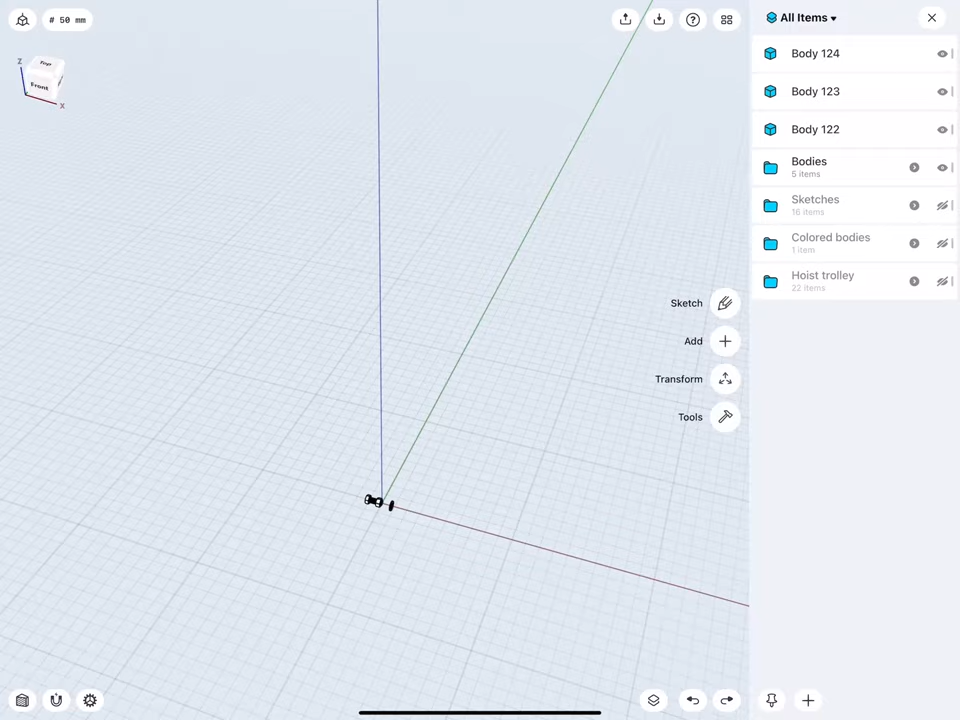 # 50 mm
All Items
Body 124
Z
Top
Front
X
Body 123
Body 122
Bodies
5 items
Sketches
16 items
Colored bodies
1 item
Hoist trolley
22 items
Sketch
Add
Transform
Tools